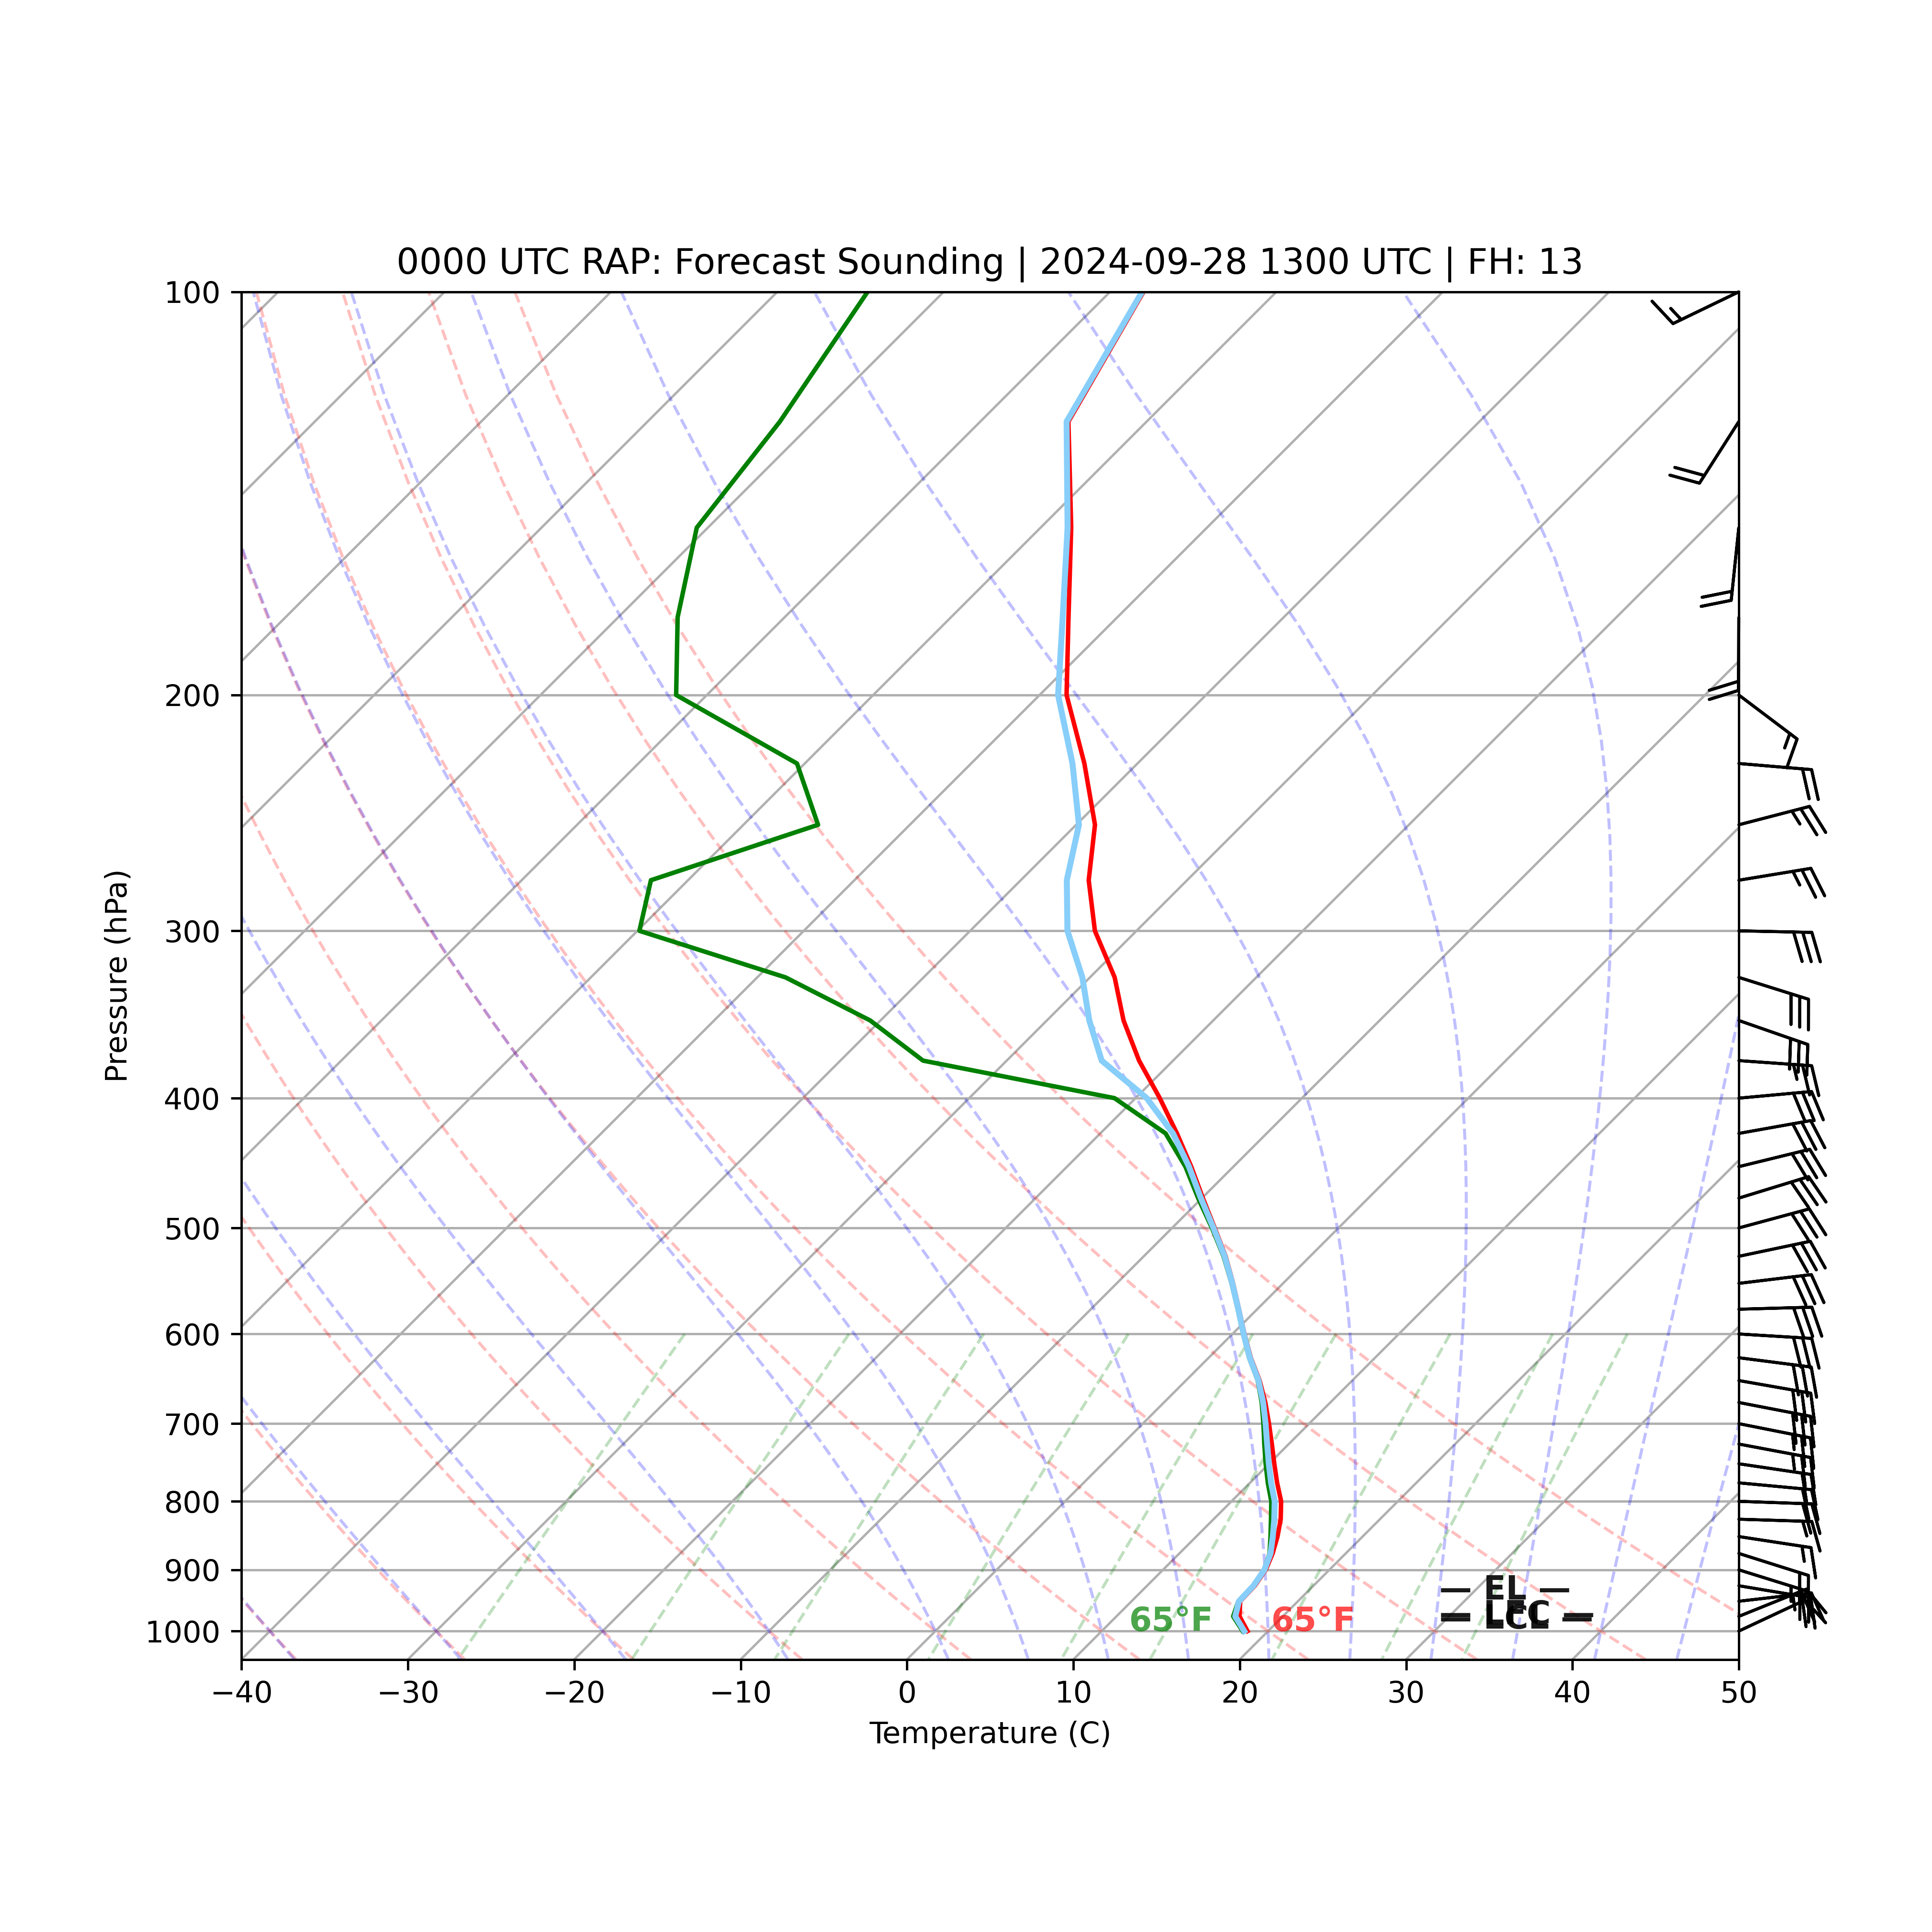 0000 UTC RAP: Forecast Sounding | 2024-09-28 1300 UTC | FH: 13
100
200
300
400
500
600
700
800
900
1000
Pressure (hPa)
65°F 65°F
— EL —
— LCL —
−40 −30 −20 −10 0 10 20 30 40 50
Temperature (C)